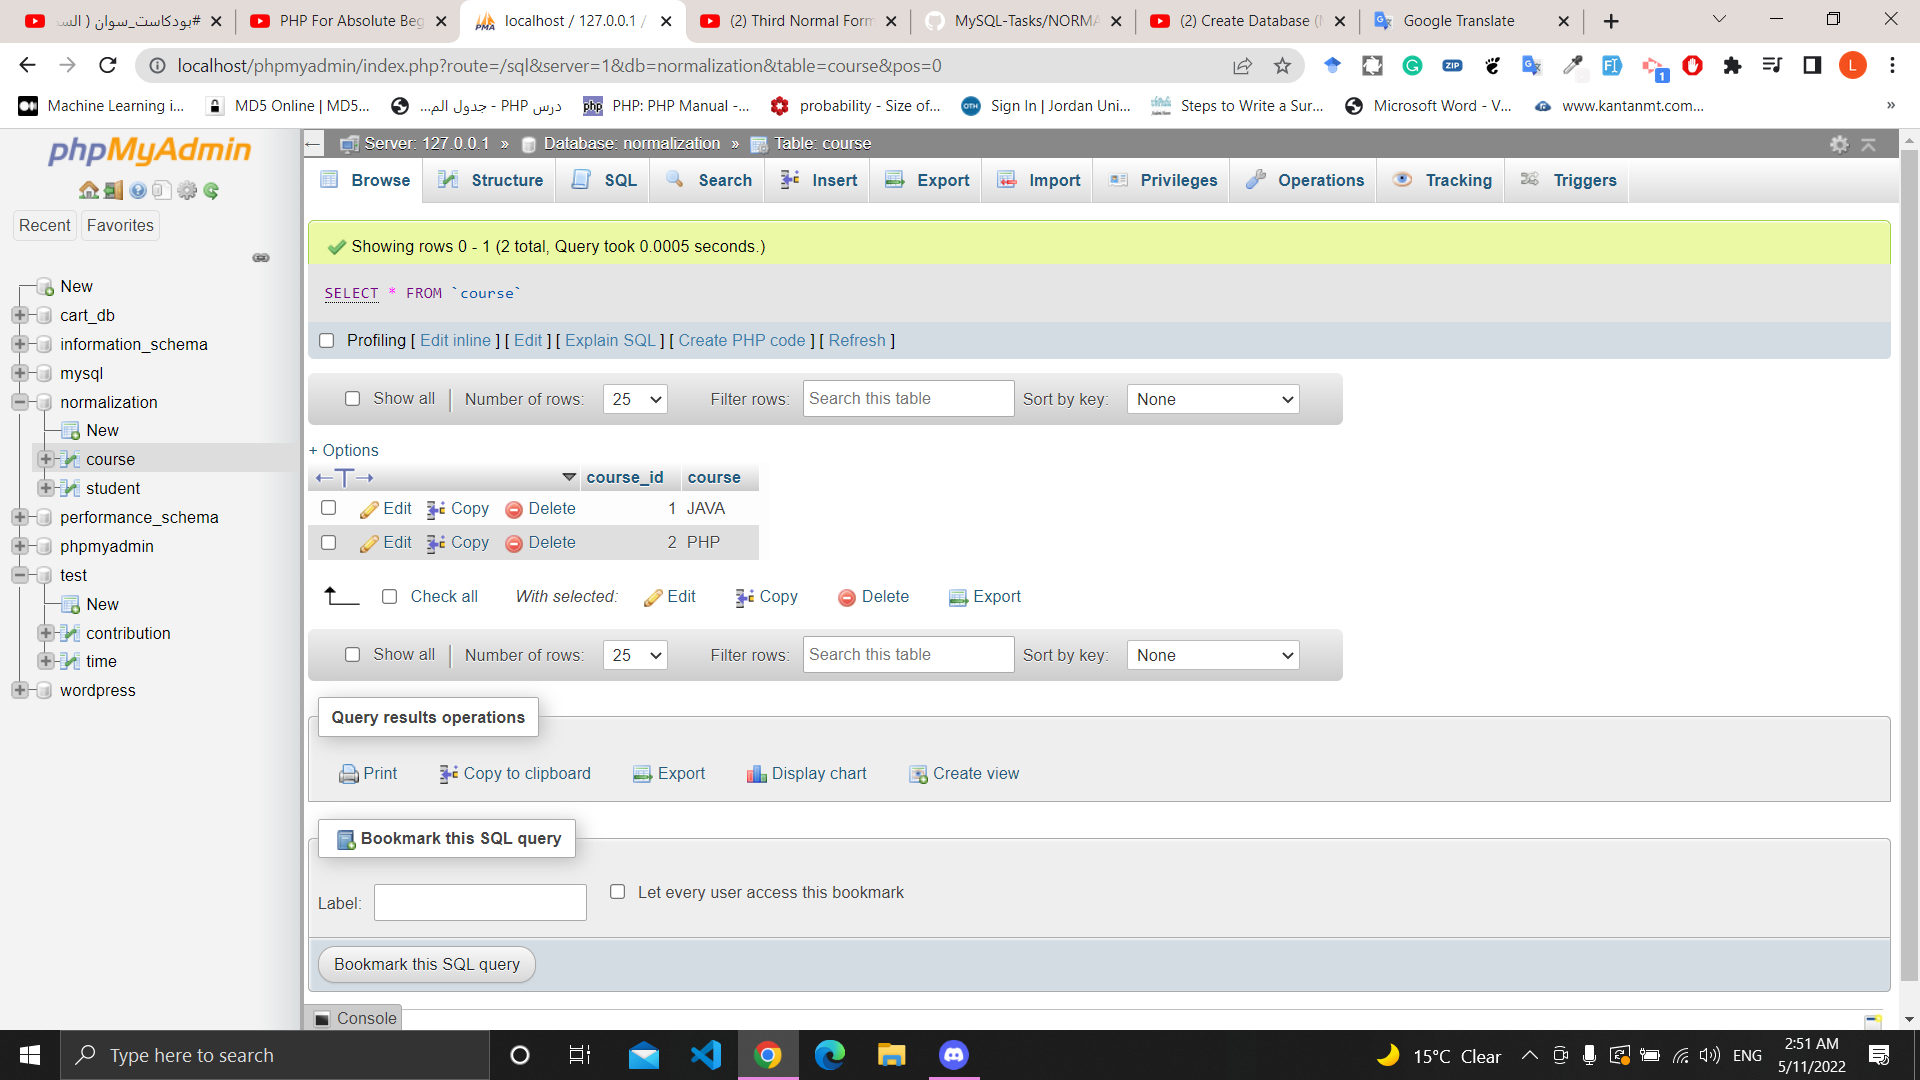 #بودكاست_سوان ( الس
PHP For Absolute Beg
localhost / 127.0.0.1 /
(2) Third Normal Form
MySQL-Tasks/NORMA
(2) Create Database (M
Google Translate
localhost/phpmyadmin/index.php?route=/sql&server=1&db=normalization&table=course&pos=0
Machine Learning i...
MD5 Online | MD5...
درس PHP - جدول الم...
PHP: PHP Manual -...
probability - Size of...
Sign In | Jordan Uni...
Steps to Write a Sur...
Microsoft Word - V...
www.kantanmt.com...
»
phpMyAdmin
Recent Favorites
New
cart_db
information_schema
mysql
normalization
New
course
student
performance_schema
phpmyadmin
test
New
contribution
time
wordpress
Server: 127.0.0.1 » Database: normalization » Table: course
Browse Structure SQL Search Insert Export Import Privileges Operations Tracking Triggers
Showing rows 0 - 1 (2 total, Query took 0.0005 seconds.)
SELECT * FROM `course`
Profiling [ Edit inline ] [ Edit ] [ Explain SQL ] [ Create PHP code ] [ Refresh ]
Show all Number of rows: 25 Filter rows: Search this table Sort by key: None
+ Options
course_id course
Edit Copy Delete 1 JAVA
Edit Copy Delete 2 PHP
Check all With selected: Edit Copy Delete Export
Show all Number of rows: 25 Filter rows: Search this table Sort by key: None
Query results operations
Print Copy to clipboard Export Display chart Create view
Bookmark this SQL query
Label: Let every user access this bookmark
Bookmark this SQL query
Console
Type here to search
15°C Clear
ENG
2:51 AM
5/11/2022